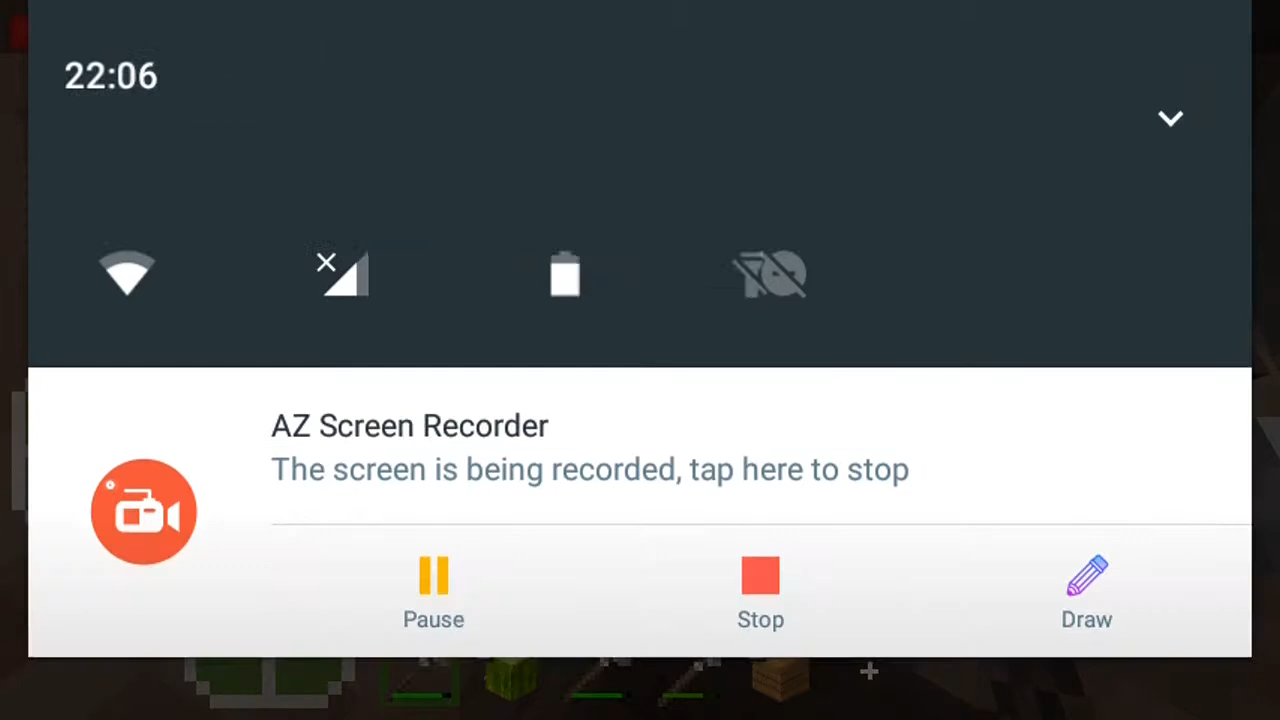 22:06
AZ Screen Recorder
The screen is being recorded, tap here to stop
Pause
Stop
Draw